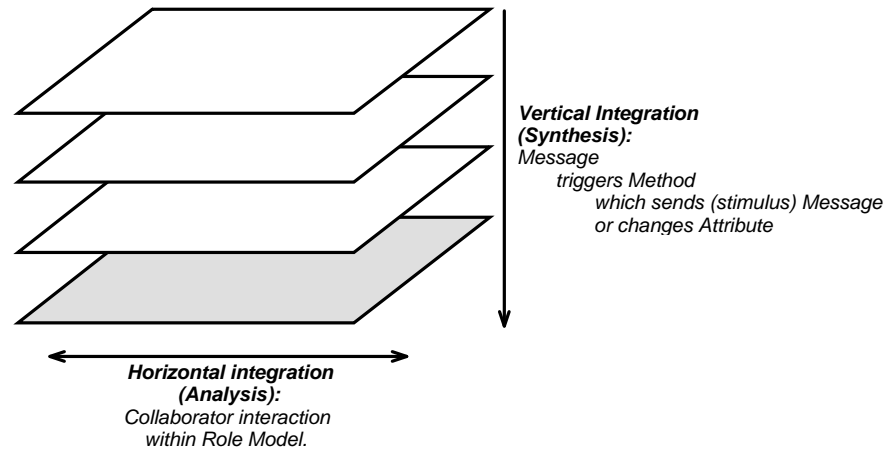 Vertical Integration
(Synthesis):
Message
triggers Method
which sends (stimulus) Message
or changes Attribute
Horizontal integration
(Analysis):
Collaborator interaction
within Role Model.